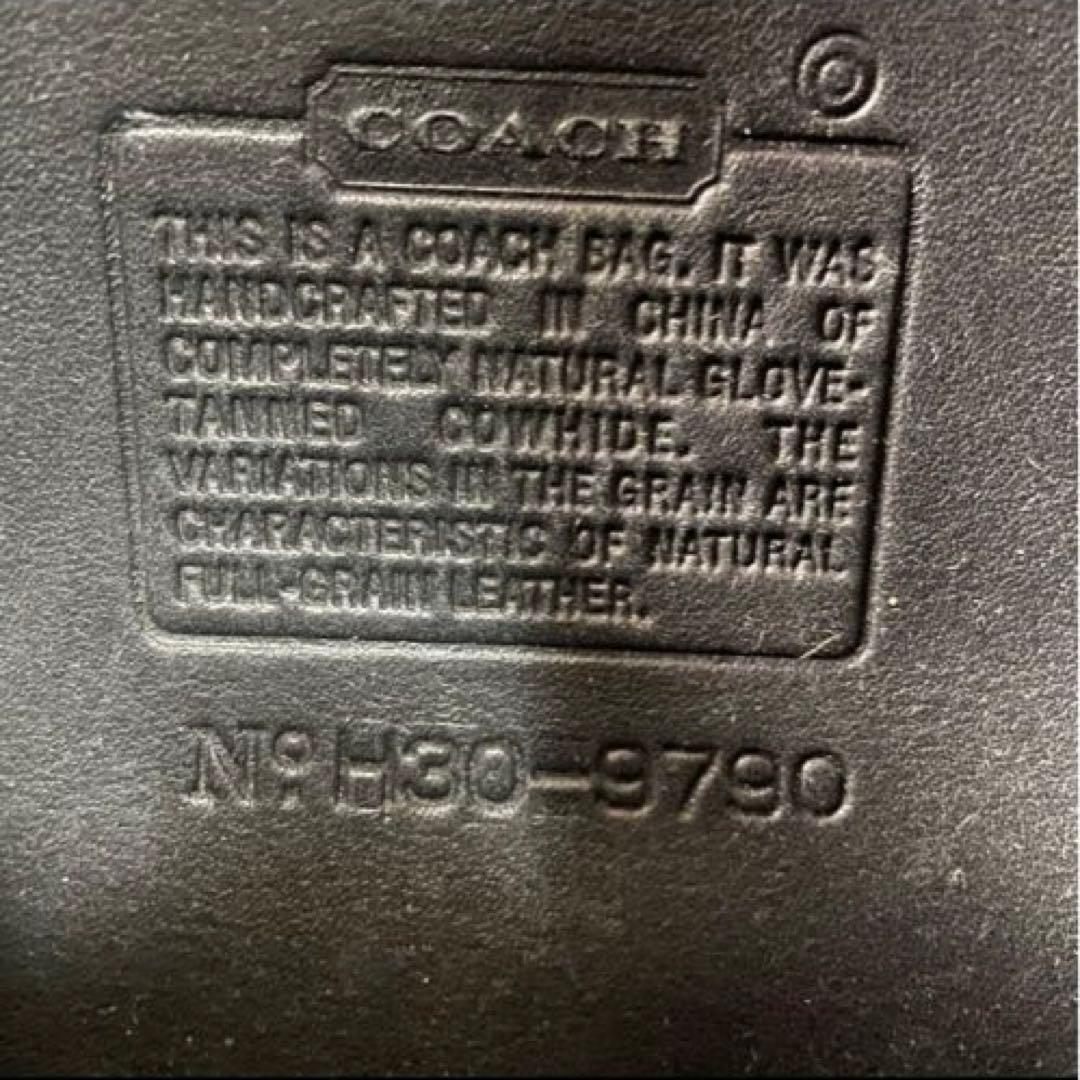 COACH
THIS IS A COACH BAG. IT WAS
HANDCRAFTED IN CHINA OF
COMPLETELY NATURAL GLOVE-
TANNED COWHIDE. THE
VARIATIONS IN THE GRAIN ARE
CHARACTERISTIC OF NATURAL
FULL-GRAIN LEATHER.
Nº H30-9790